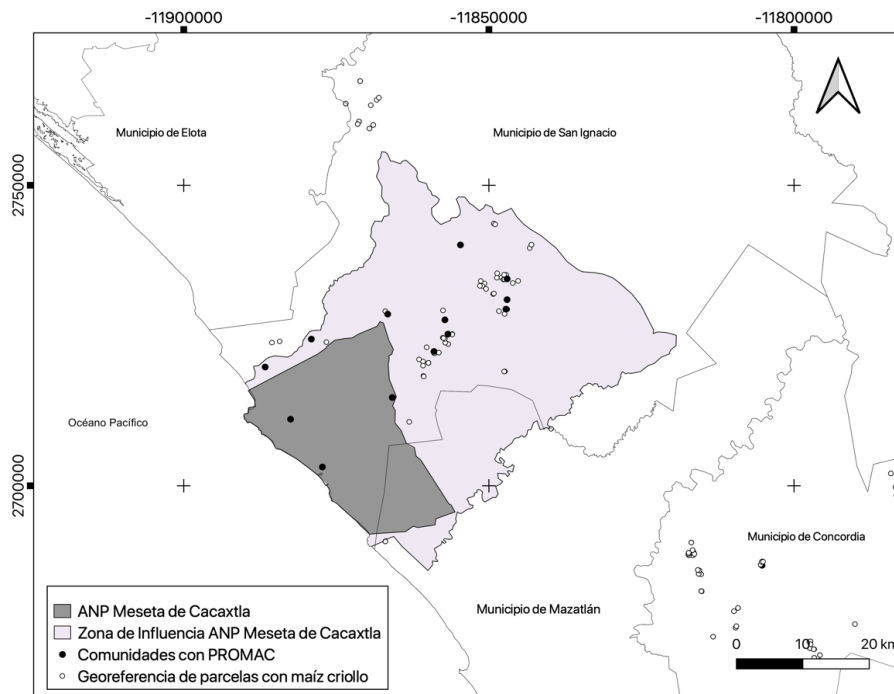 -11900000
-11850000
-11800000
Municipio de Elota
Municipio de San Ignacio
2750000
Océano Pacífico
2700000
Municipio de Concordia
ANP Meseta de Cacaxtla
Zona de Influencia ANP Meseta de Cacaxtla
Municipio de Mazatlán
Comunidades con PROMAC
Georeferencia de parcelas con maíz criollo
0 10 20 km